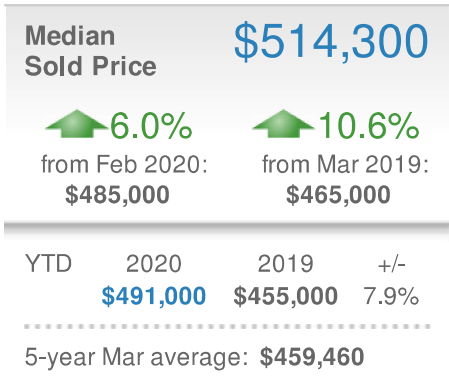 Median $514,300
Sold Price
6.0% 10.6%
from Feb 2020: from Mar 2019:
$485,000 $465,000
YTD 2020 2019 +/-
$491,000 $455,000 7.9%
5-year Mar average: $459,460